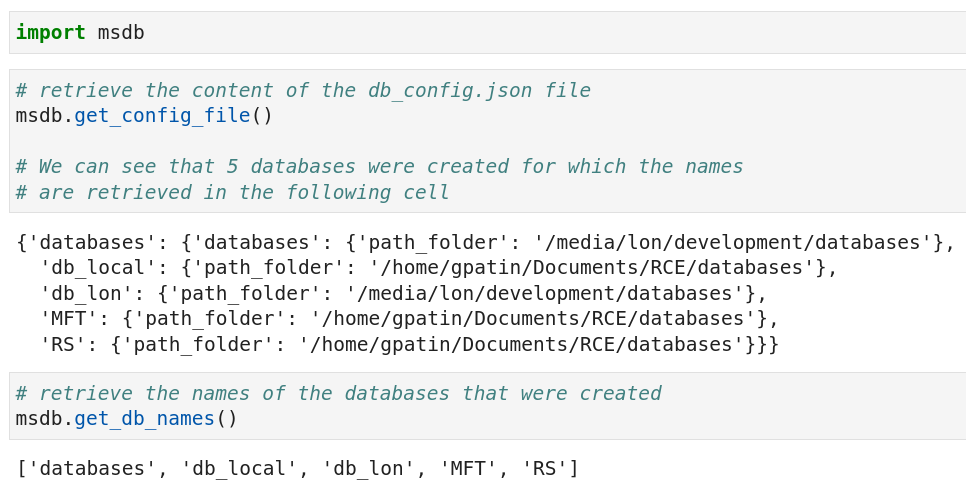 import msdb
# retrieve the content of the db_config.json file
msdb.get_config_file()
# We can see that 5 databases were created for which the names
# are retrieved in the following cell
{'databases': {'databases': {'path_folder': '/media/lon/development/databases'},
'db_local': {'path_folder': '/home/gpatin/Documents/RCE/databases'},
'db_lon': {'path_folder': '/media/lon/development/databases'},
'MFT': {'path_folder': '/home/gpatin/Documents/RCE/databases'},
'RS': {'path_folder': '/home/gpatin/Documents/RCE/databases'}}}
# retrieve the names of the databases that were created
msdb.get_db_names()
['databases', 'db_local', 'db_lon', 'MFT', 'RS']